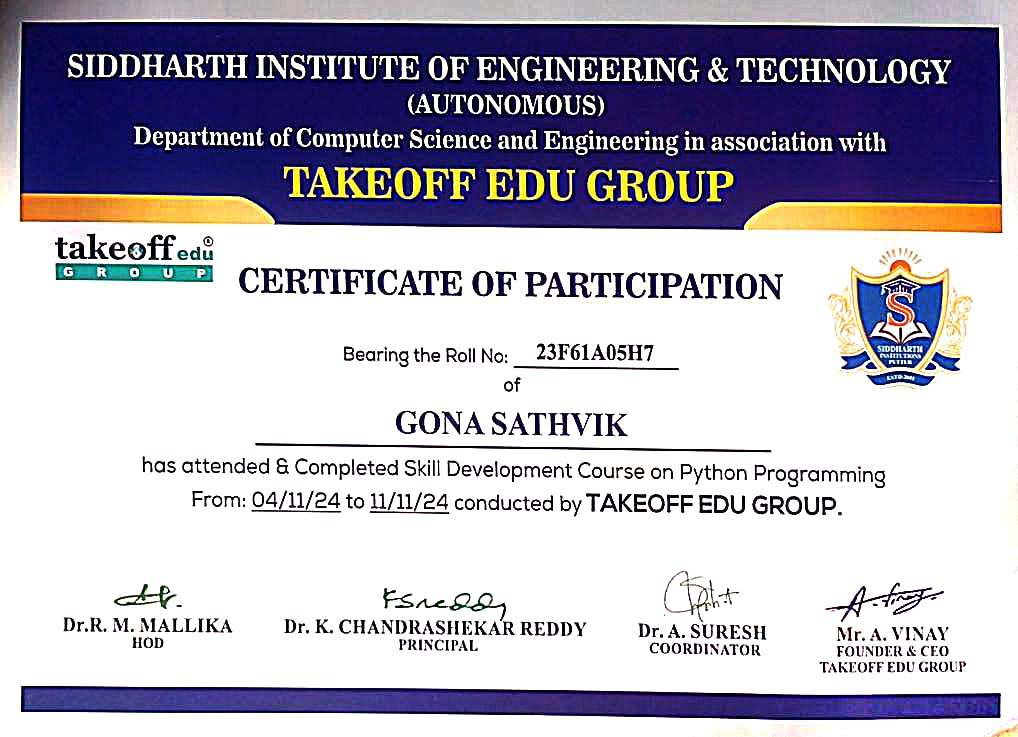 SIDDHARTH INSTITUTE OF ENGINEERING & TECHNOLOGY
(AUTONOMOUS)
Department of Computer Science and Engineering in association with
TAKEOFF EDU GROUP
takeoff edu®
GROUP
CERTIFICATE OF PARTICIPATION
S
SIDDHARTH
INSTITUTIONS
PUTTUR
ESTD-2001
Bearing the Roll No: 23F61A05H7
of
GONA SATHVIK
has attended & Completed Skill Development Course on Python Programming
From: 04/11/24 to 11/11/24 conducted by TAKEOFF EDU GROUP.
KSReddy
Dr.R. M. MALLIKA
HOD
Dr. K. CHANDRASHEKAR REDDY
PRINCIPAL
Dr. A. SURESH
COORDINATOR
Mr. A. VINAY
FOUNDER & CEO
TAKEOFF EDU GROUP